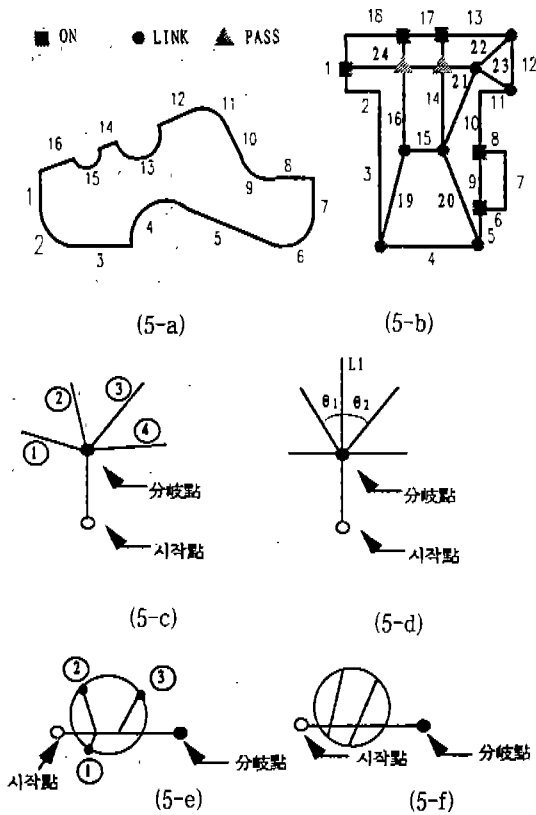 ON LINK PASS
18 17 13
24 22
1 23 12
21
2 11
12 11
16 14 10
14 16 10
15 13 15 8
1 9 8 3 9 7
7 19 20 6
2 4 5
3 5 6 4
(5-a) (5-b)
② ③ L1
① ④ θ1 θ2
分岐點 分岐點
시작點 시작點
(5-c) (5-d)
② ③
①
시작點 分岐點 시작點 分岐點
(5-e) (5-f)